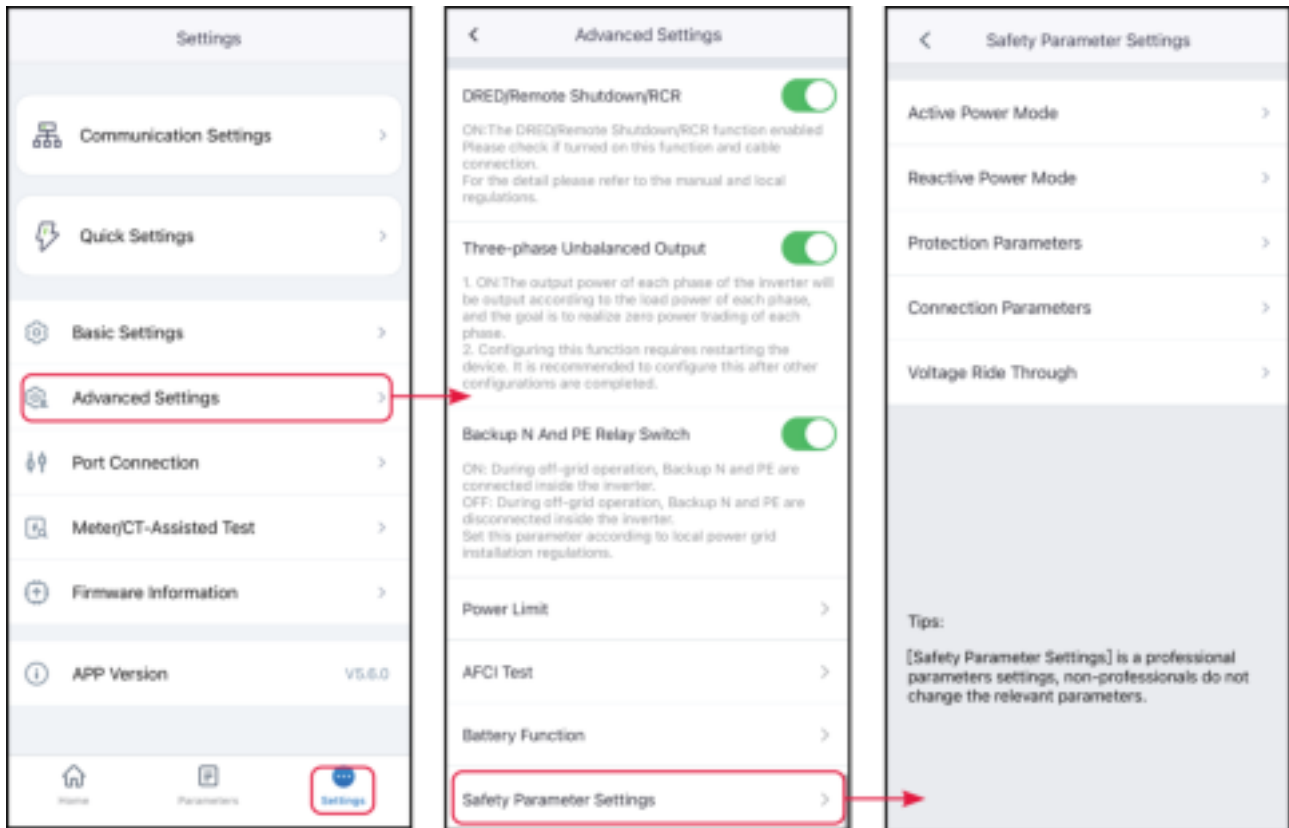 Settings
Communication Settings
Quick Settings
Basic Settings
Advanced Settings
Port Connection
Meter/CT-Assisted Test
Firmware Information
APP Version V5.6.0
Home Parameters Settings
Advanced Settings
DRED/Remote Shutdown/RCR
ON:The DRED/Remote Shutdown/RCR function enabled
Please check if turned on this function and cable
connection.
For the detail please refer to the manual and local
regulations.
Three-phase Unbalanced Output
1. ON:The output power of each phase of the inverter will
be output according to the load power of each phase,
and the goal is to realize zero power trading of each
phase.
2. Configuring this function requires restarting the
device. It is recommended to configure this after other
configurations are completed.
Backup N And PE Relay Switch
ON: During off-grid operation, Backup N and PE are
connected inside the inverter.
OFF: During off-grid operation, Backup N and PE are
disconnected inside the inverter.
Set this parameter according to local power grid
installation regulations.
Power Limit
AFCI Test
Battery Function
Safety Parameter Settings
Safety Parameter Settings
Active Power Mode
Reactive Power Mode
Protection Parameters
Connection Parameters
Voltage Ride Through
Tips:
[Safety Parameter Settings] is a professional
parameters settings, non-professionals do not
change the relevant parameters.